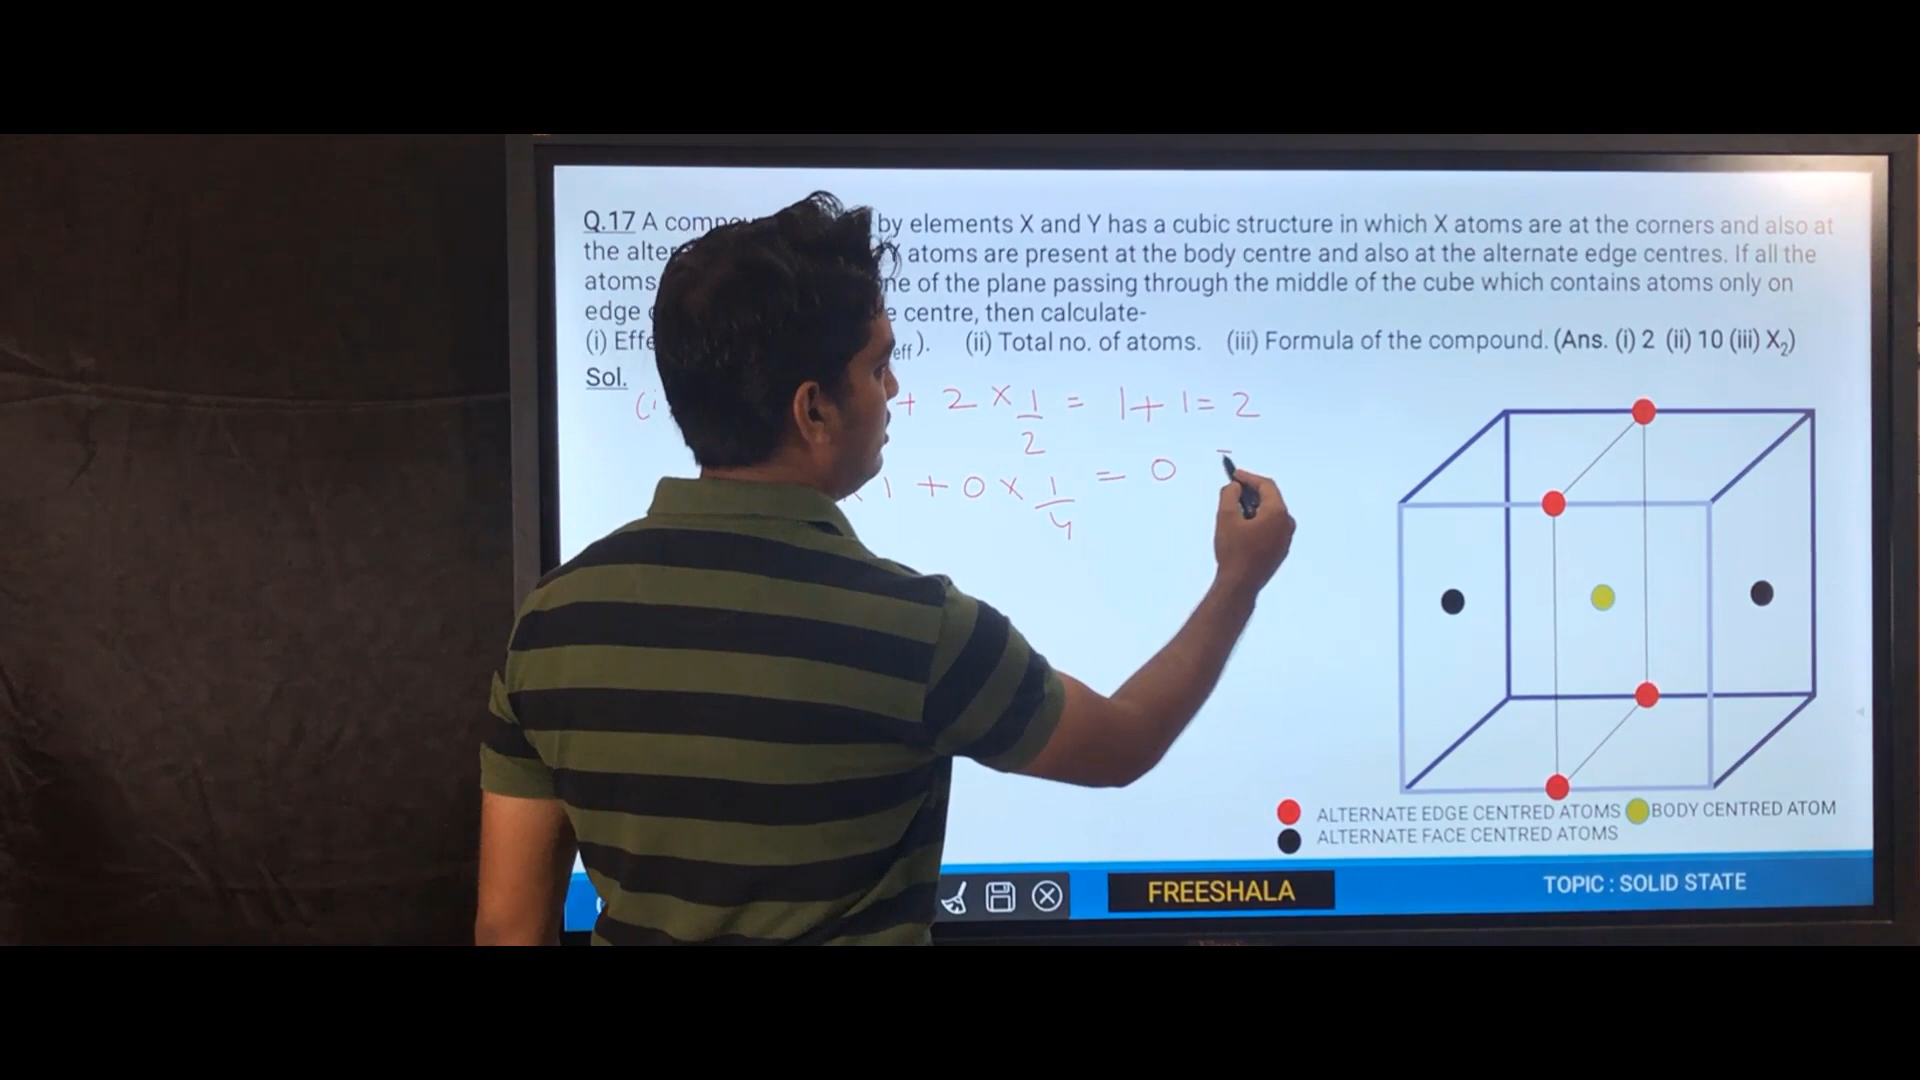 Q.17 A by elements X and Y has a cubic structure in which X atoms are at the corners and also at
the Y atoms are present at the body centre and also at the alternate edge centres. If all the
atoms of the plane passing through the middle of the cube which contains atoms only on
edge centre, then calculate-
(i) eff). (ii) Total no. of atoms. (iii) Formula of the compound. (Ans. (i) 2 (ii) 10 (iii) X₂)
Sol.
(i + 2 × 1/2 = 1 + 1 = 2
1 + 0 × 1/4 = 0
ALTERNATE EDGE CENTRED ATOMS BODY CENTRED ATOM
ALTERNATE FACE CENTRED ATOMS
FREESHALA
TOPIC : SOLID STATE